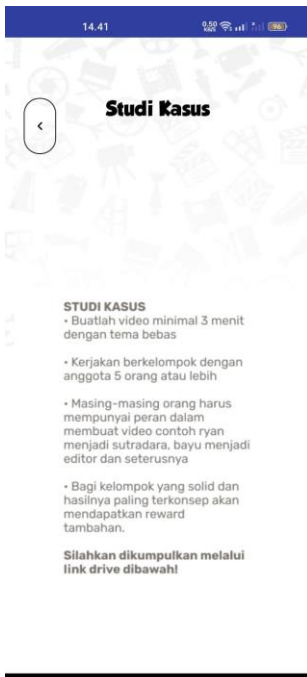 14.41
0,50
KB/S
96
Studi Kasus
STUDI KASUS
• Buatlah video minimal 3 menit
dengan tema bebas
• Kerjakan berkelompok dengan
anggota 5 orang atau lebih
• Masing-masing orang harus
mempunyai peran dalam
membuat video contoh ryan
menjadi sutradara, bayu menjadi
editor dan seterusnya
• Bagi kelompok yang solid dan
hasilnya paling terkonsep akan
mendapatkan reward
tambahan.
Silahkan dikumpulkan melalui
link drive dibawah!